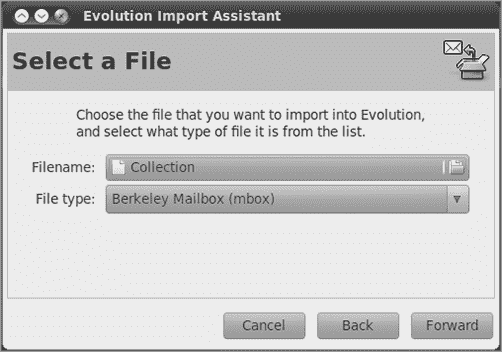 Evolution Import Assistant
Select a File
Choose the file that you want to import into Evolution,
and select what type of file it is from the list.
Filename: Collection
File type: Berkeley Mailbox (mbox)
Cancel Back Forward